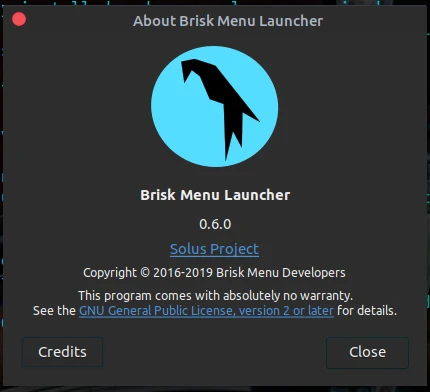 About Brisk Menu Launcher
Brisk Menu Launcher
0.6.0
Solus Project
Copyright © 2016-2019 Brisk Menu Developers
This program comes with absolutely no warranty.
See the GNU General Public License, version 2 or later for details.
Credits
Close